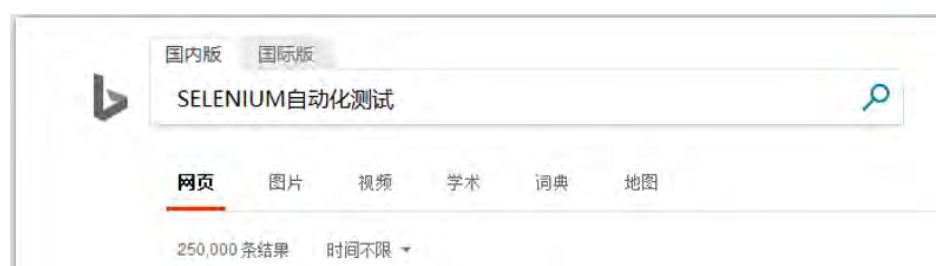 国内版 国际版
SELENIUM自动化测试
网页 图片 视频 学术 词典 地图
250,000 条结果 时间不限